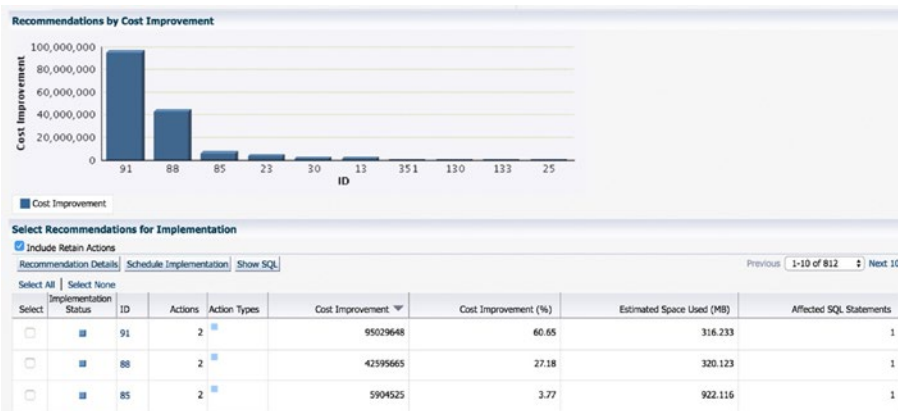 Recommendations by Cost Improvement
100,000,000
80,000,000
60,000,000
40,000,000
20,000,000
0
Cost Improvement
91 88 85 23 30 13 351 130 133 25
ID
Cost Improvement
Select Recommendations for Implementation
Include Retain Actions
Recommendation Details Schedule Implementation Show SQL
Previous 1-10 of 812 Next 10
Select All | Select None
Select Implementation Status ID Actions Action Types Cost Improvement Cost Improvement (%) Estimated Space Used (MB) Affected SQL Statements
91 2 95029648 60.65 316.233 1
88 2 42595665 27.18 320.123 1
85 2 5904525 3.77 922.116 1